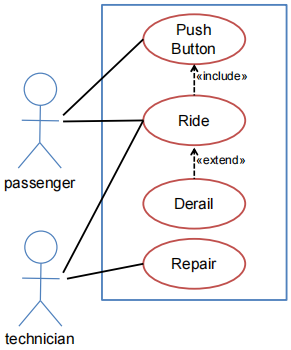 Push
Button
«include»
Ride
passenger
«extend»
Derail
Repair
technician